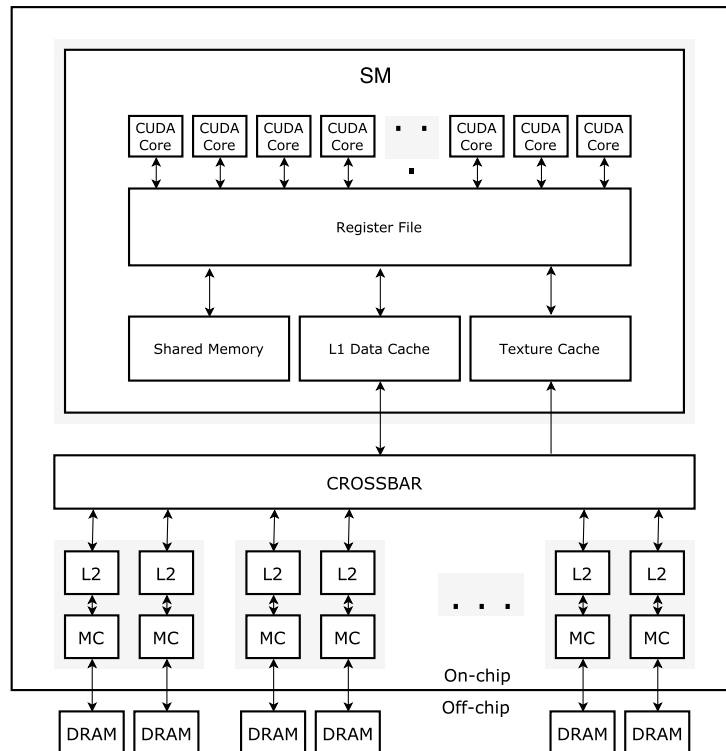 SM
CUDA Core CUDA Core CUDA Core CUDA Core . . . CUDA Core CUDA Core CUDA Core
Register File
Shared Memory L1 Data Cache Texture Cache
CROSSBAR
L2 L2 L2 L2 L2 L2
MC MC MC MC . . . MC MC
On-chip
Off-chip
DRAM DRAM DRAM DRAM DRAM DRAM